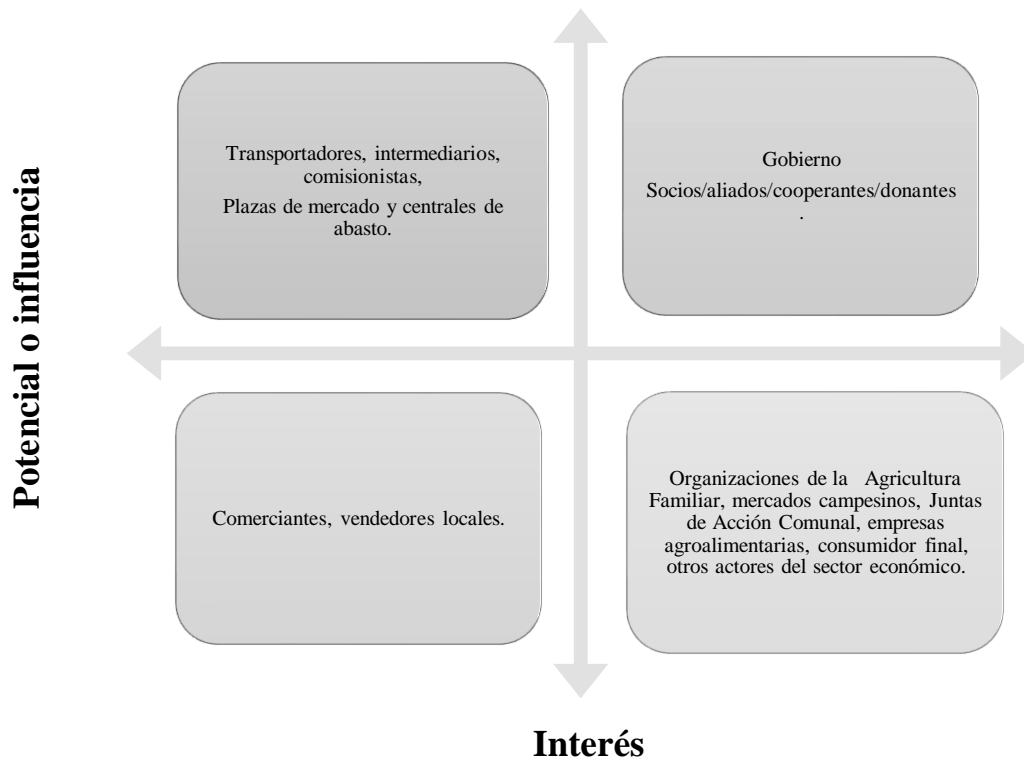 Potencial o influencia
Transportadores, intermediarios,
comisionistas,
Plazas de mercado y centrales de
abasto.
Gobierno
Socios/aliados/cooperantes/donantes
.
Comerciantes, vendedores locales.
Organizaciones de la Agricultura
Familiar, mercados campesinos, Juntas
de Acción Comunal, empresas
agroalimentarias, consumidor final,
otros actores del sector económico.
Interés